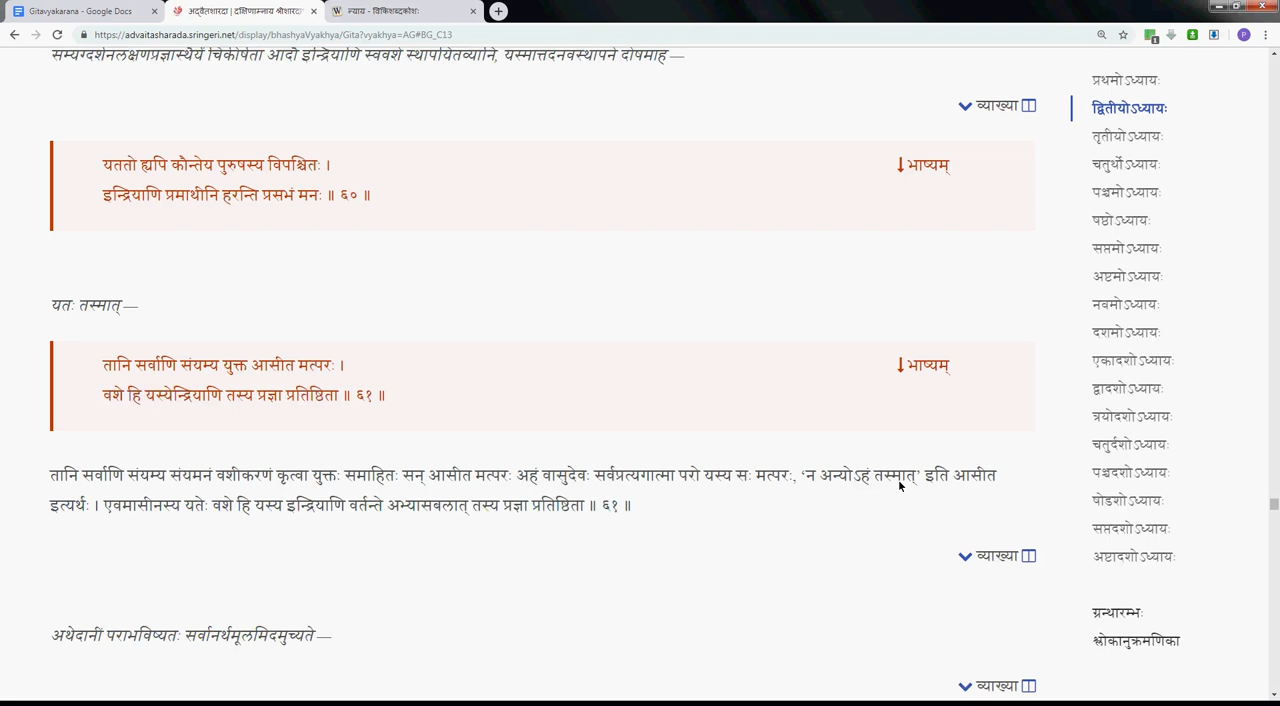 Gitavyakarana - Google Docs
अद्वैतशारदा | दक्षिणाम्नाय श्रीशारदा
न्याय - विकिशब्दकोशः
https://advaitasharada.sringeri.net/display/bhashyaVyakhya/Gita?vyakhya=AG#BG_C13
सम्यग्दर्शनलक्षणप्रज्ञास्थैर्यं चिकीर्षता आदौ इन्द्रियाणि स्ववशे स्थापयितव्यानि, यस्मात्तदनवस्थापने दोषमाह —
व्याख्या
यततो ह्यपि कौन्तेय पुरुषस्य विपश्चितः ।
भाष्यम्
इन्द्रियाणि प्रमाथीनि हरन्ति प्रसभं मनः ॥ ६० ॥
यतः तस्मात् —
तानि सर्वाणि संयम्य युक्त आसीत मत्परः ।
भाष्यम्
वशे हि यस्येन्द्रियाणि तस्य प्रज्ञा प्रतिष्ठिता ॥ ६१ ॥
तानि सर्वाणि संयम्य संयमनं वशीकरणं कृत्वा युक्तः समाहितः सन् आसीत मत्परः अहं वासुदेवः सर्वप्रत्यगात्मा परो यस्य सः मत्परः, ‘न अन्योऽहं तस्मात्’ इति आसीत
इत्यर्थः । एवमासीनस्य यतेः वशे हि यस्य इन्द्रियाणि वर्तन्ते अभ्यासबलात् तस्य प्रज्ञा प्रतिष्ठिता ॥ ६१ ॥
व्याख्या
अथेदानीं पराभविष्यतः सर्वानर्थमूलमिदमुच्यते —
व्याख्या
प्रथमोऽध्यायः
द्वितीयोऽध्यायः
तृतीयोऽध्यायः
चतुर्थोऽध्यायः
पञ्चमोऽध्यायः
षष्ठोऽध्यायः
सप्तमोऽध्यायः
अष्टमोऽध्यायः
नवमोऽध्यायः
दशमोऽध्यायः
एकादशोऽध्यायः
द्वादशोऽध्यायः
त्रयोदशोऽध्यायः
चतुर्दशोऽध्यायः
पञ्चदशोऽध्यायः
षोडशोऽध्यायः
सप्तदशोऽध्यायः
अष्टादशोऽध्यायः
ग्रन्थारम्भः
श्लोकानुक्रमणिका